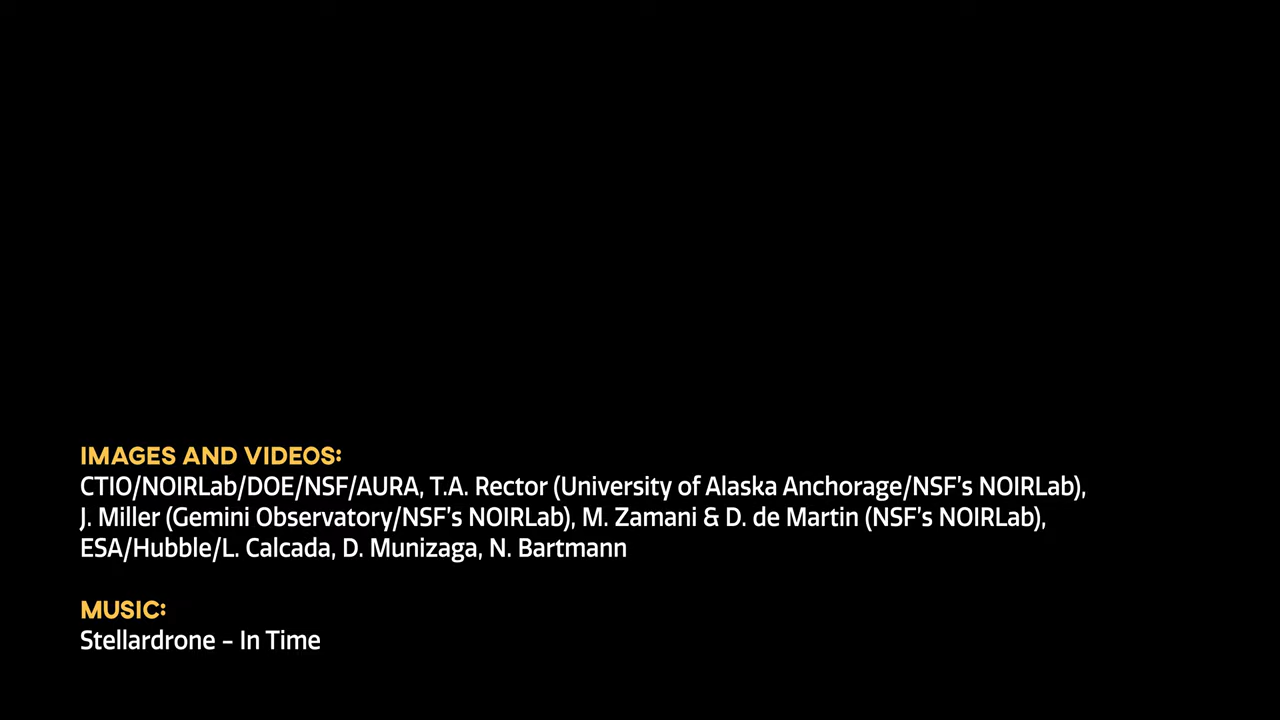 IMAGES AND VIDEOS:
CTIO/NOIRLab/DOE/NSF/AURA, T.A. Rector (University of Alaska Anchorage/NSF's NOIRLab),
J. Miller (Gemini Observatory/NSF's NOIRLab), M. Zamani & D. de Martin (NSF's NOIRLab),
ESA/Hubble/L. Calcada, D. Munizaga, N. Bartmann
MUSIC:
Stellardrone - In Time